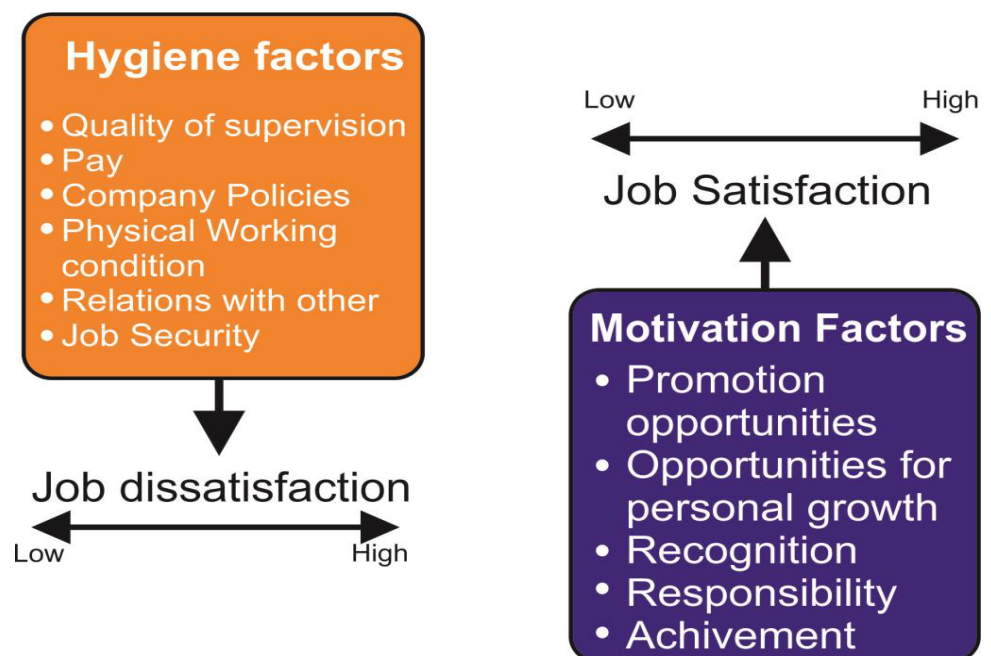 Hygiene factors
• Quality of supervision
• Pay
• Company Policies
• Physical Working
condition
• Relations with other
• Job Security
Job dissatisfaction
Low High
Low High
Job Satisfaction
Motivation Factors
• Promotion
opportunities
• Opportunities for
personal growth
• Recognition
• Responsibility
• Achivement